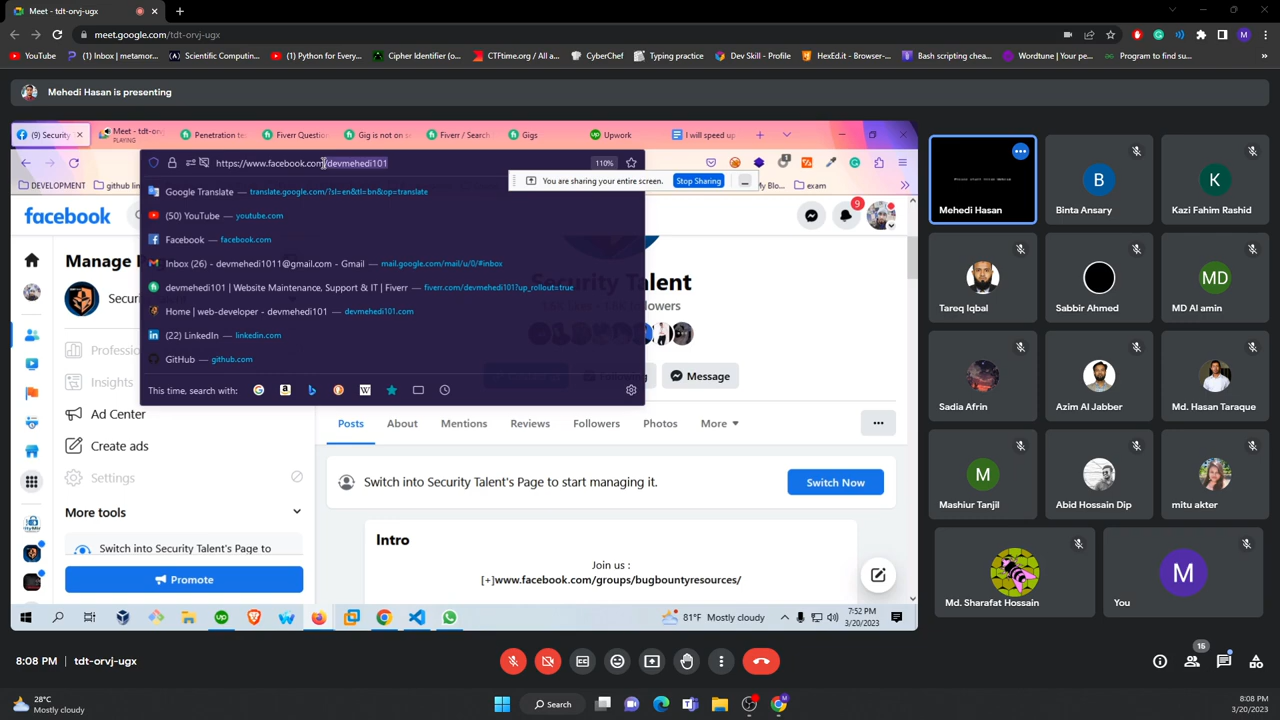 Meet - tdt-orvj-ugx
meet.google.com/tdt-orvj-ugx
YouTube
(1) Inbox | metamor...
Scientific Computin...
(1) Python for Every...
Cipher Identifier (o...
CTFtime.org / All a...
CyberChef
Typing practice
Dev Skill - Profile
HexEd.it - Browser...
Bash scripting cheat...
Wordtune | Your pe...
Program to find su...
»
Mehedi Hasan is presenting
(9) Security
Meet - tdt-orvj
PLAYING
Penetration test
Fiverr Question
Gig is not on se
Fiverr / Search
Gigs
Upwork
I will speed up
https://www.facebook.com/devmehedi101
110%
DEVELOPMENT
github lin
You are sharing your entire screen.
Stop Sharing
exam
»
Google Translate — translate.google.com/?sl=en&tl=bn&op=translate
(50) YouTube — youtube.com
Facebook — facebook.com
Inbox (26) - devmehedi1011@gmail.com - Gmail — mail.google.com/mail/u/0/#inbox
devmehedi101 | Website Maintenance, Support & IT | Fiverr — fiverr.com/devmehedi101?up_rollout=true
Home | web-developer - devmehedi101 — devmehedi101.com
(22) LinkedIn — linkedin.com
GitHub — github.com
This time, search with:
facebook
9
Manage
Security Talent
Secur
Professio
Insights
Message
Ad Center
Create ads
Settings
More tools
Switch into Security Talent's Page to
Promote
Posts
About
Mentions
Reviews
Followers
Photos
More
Switch into Security Talent's Page to start managing it.
Switch Now
Intro
Join us :
[+]www.facebook.com/groups/bugbountyresources/
81°F Mostly cloudy
7:52 PM
3/20/2023
Mehedi Hasan
B
Binta Ansary
K
Kazi Fahim Rashid
Tareq Iqbal
Sabbir Ahmed
MD
MD Al amin
Sadia Afrin
Azim Al Jabber
Md. Hasan Taraque
M
Mashiur Tanjil
Abid Hossain Dip
mitu akter
Md. Sharafat Hossain
M
You
8:08 PM | tdt-orvj-ugx
15
28°C
Mostly cloudy
Search
8:08 PM
3/20/2023